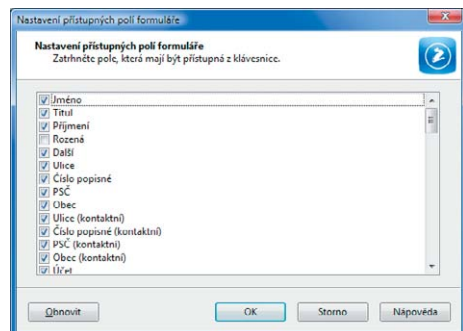 Nastavení přístupných polí formuláře
Nastavení přístupných polí formuláře
Zatrhněte pole, která mají být přístupná z klávesnice.
Jméno
Titul
Příjmení
Rozená
Další
Ulice
Číslo popisné
PSČ
Obec
Ulice (kontaktní)
Číslo popisné (kontaktní)
PSČ (kontaktní)
Obec (kontaktní)
Účel
Obnovit
OK
Storno
Nápověda